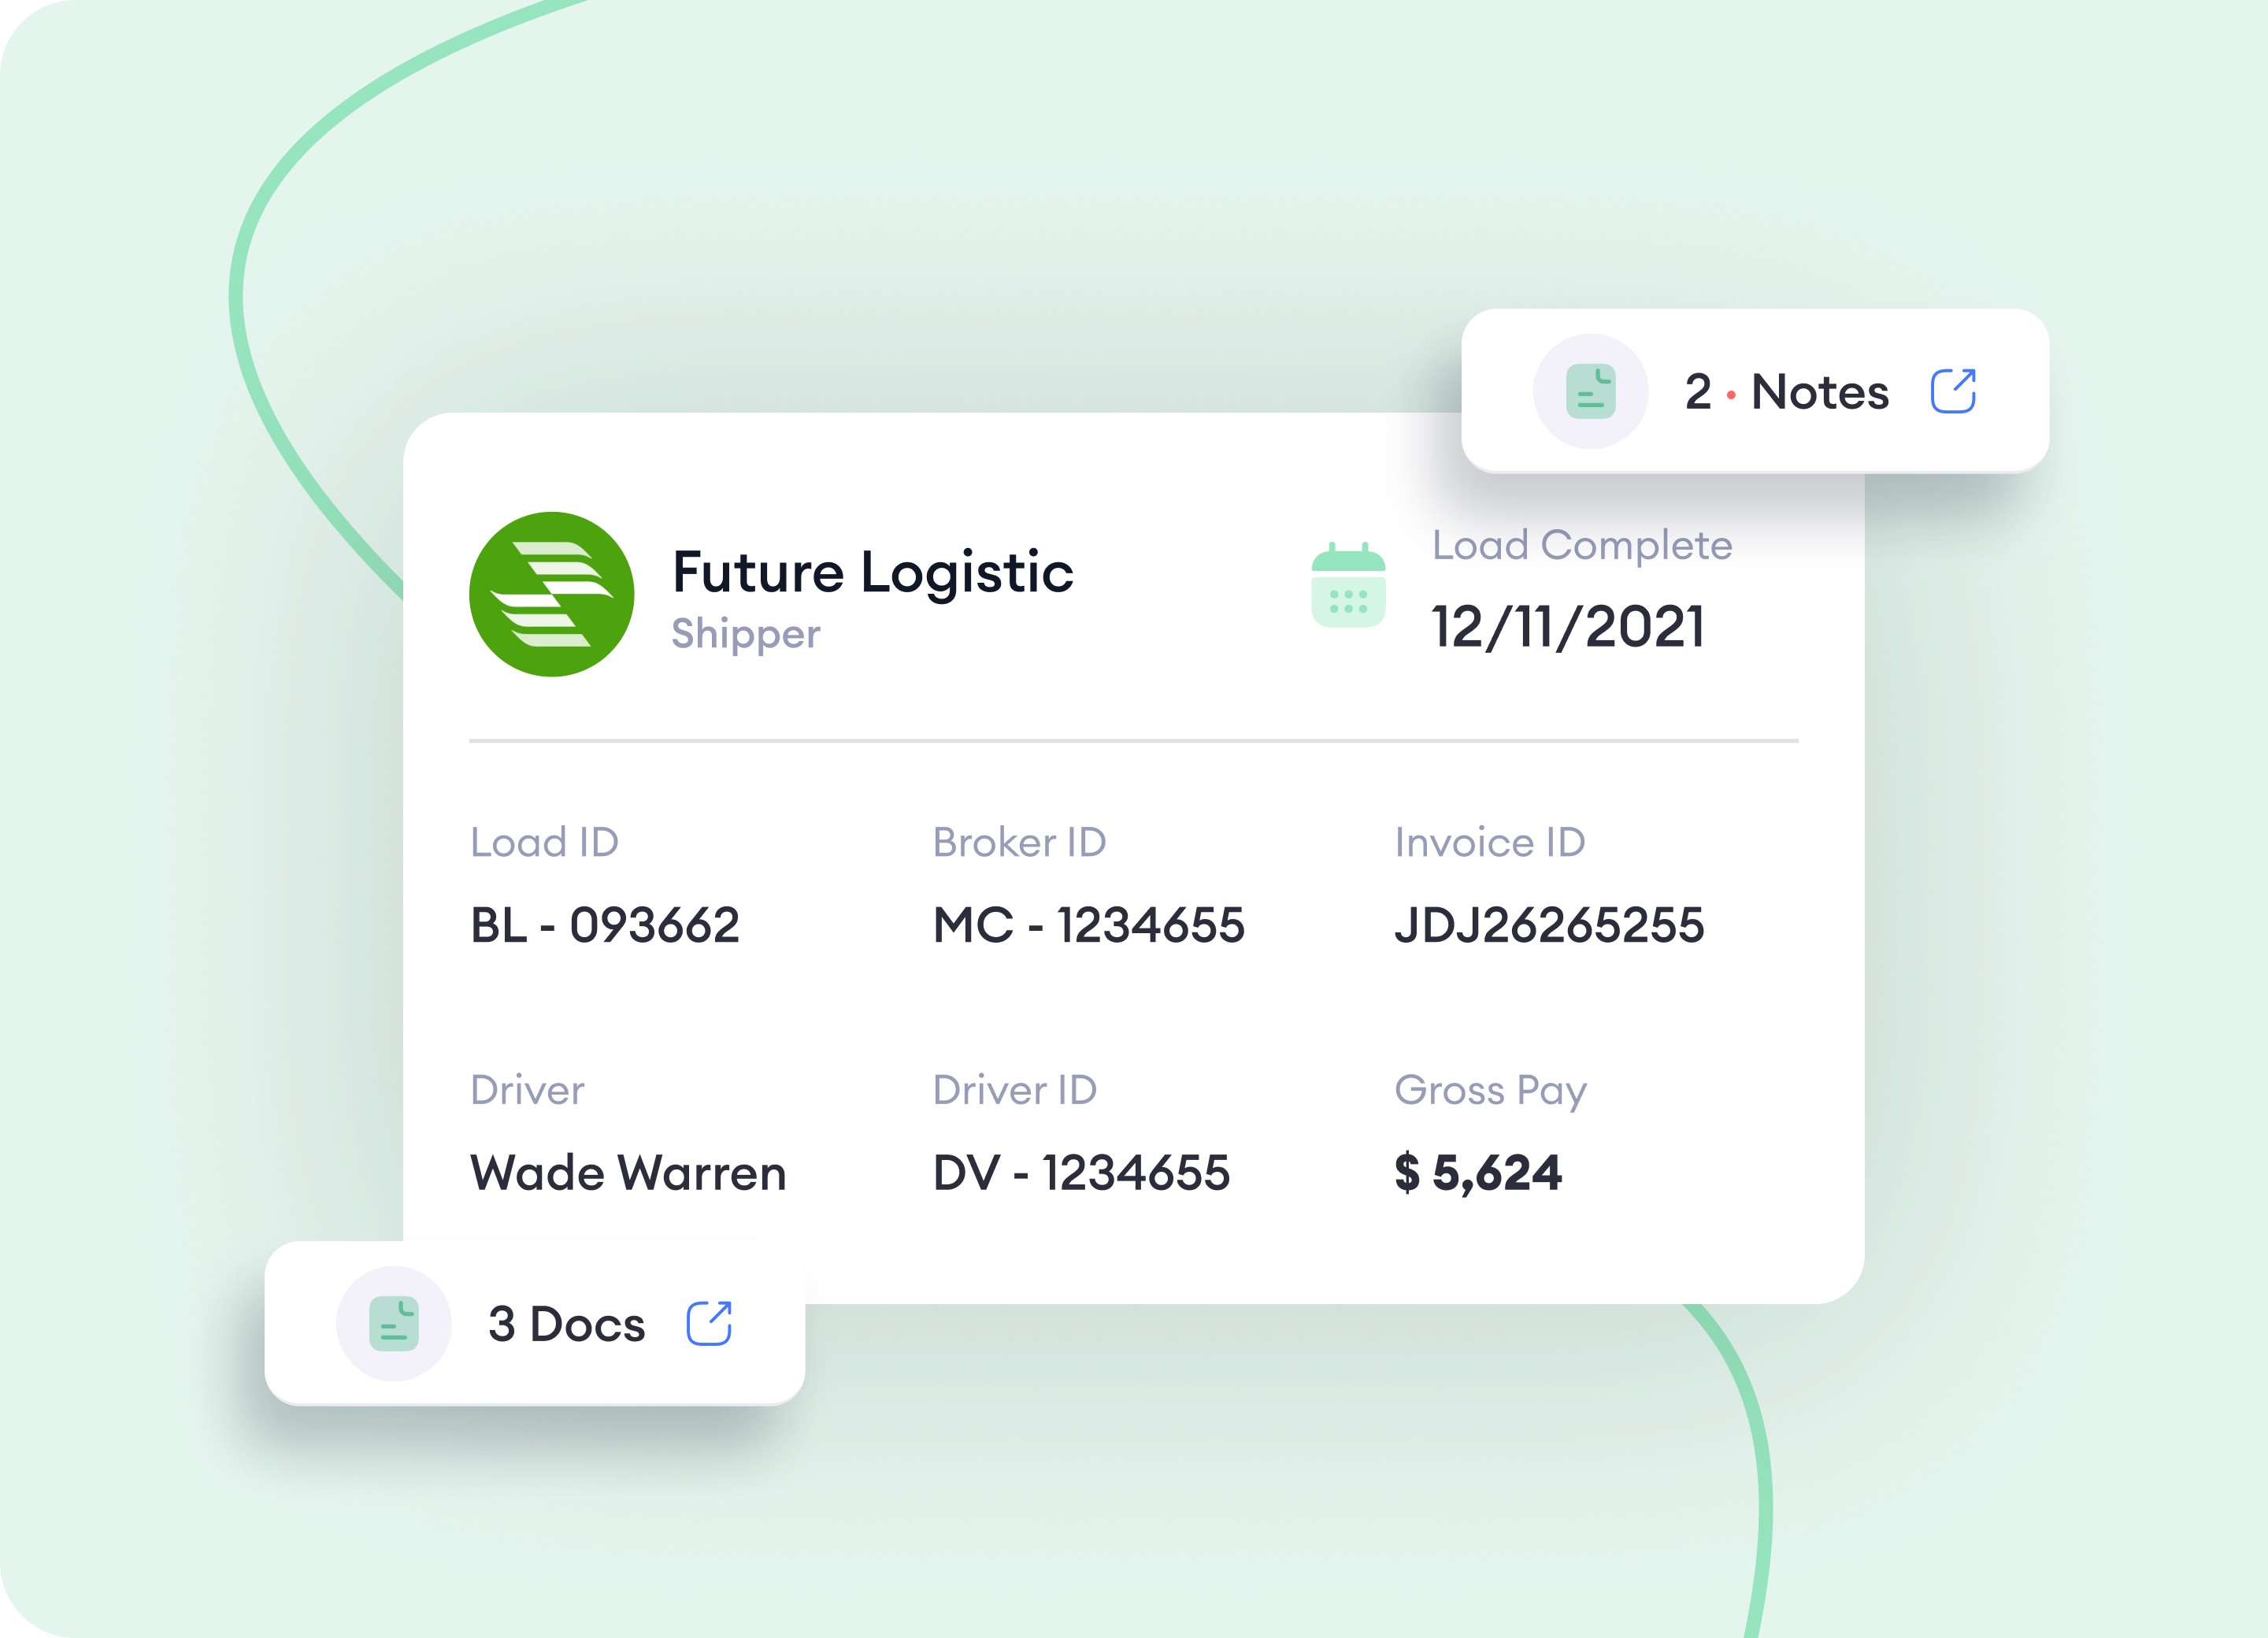 2 • Notes
Future Logistic
Shipper
Load Complete
12/11/2021
Load ID
BL - 093662
Broker ID
MC - 1234655
Invoice ID
JDJ26265255
Driver
Wade Warren
Driver ID
DV - 1234655
Gross Pay
$ 5,624
3 Docs